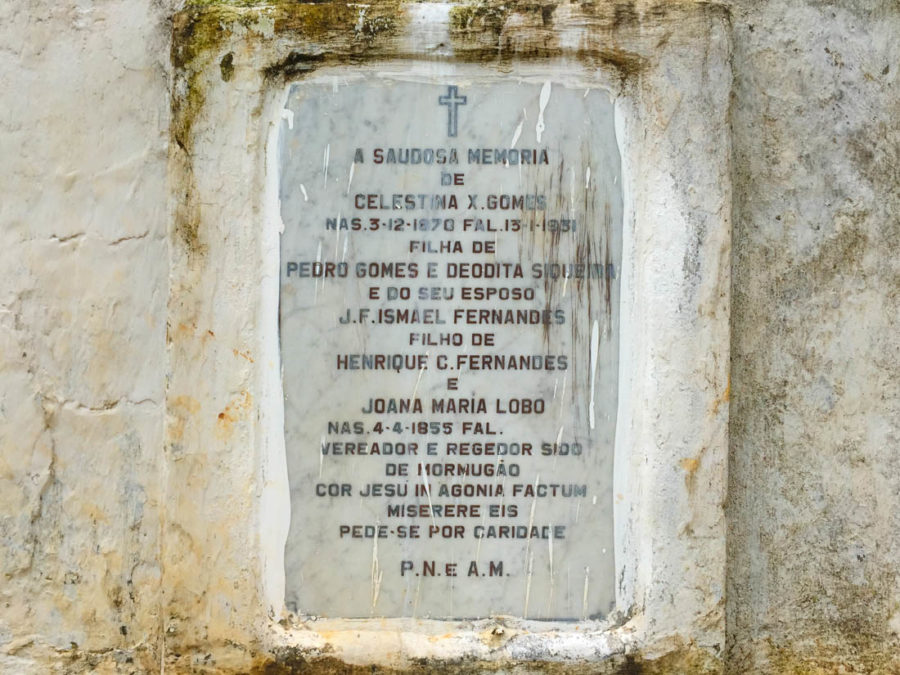 A SAUDOSA MEMORIA
DE
CELESTINA X.GOMES
NAS.3-12-1870 FAL.13-1-1931
FILHA DE
PEDRO GOMES E DEODITA SIQUEIRA
E DO SEU ESPOSO
J.F.ISMAEL FERNANDES
FILHO DE
HENRIQUE C.FERNANDES
E
JOANA MARIA LOBO
NAS.4-4-1855 FAL.
VEREADOR E REGEDOR SIDO
DE MORMUGÃO
COR JESU IN AGONIA FACTUM
MISERERE EIS
PEDE-SE POR CARIDADE
P.N.E A.M.